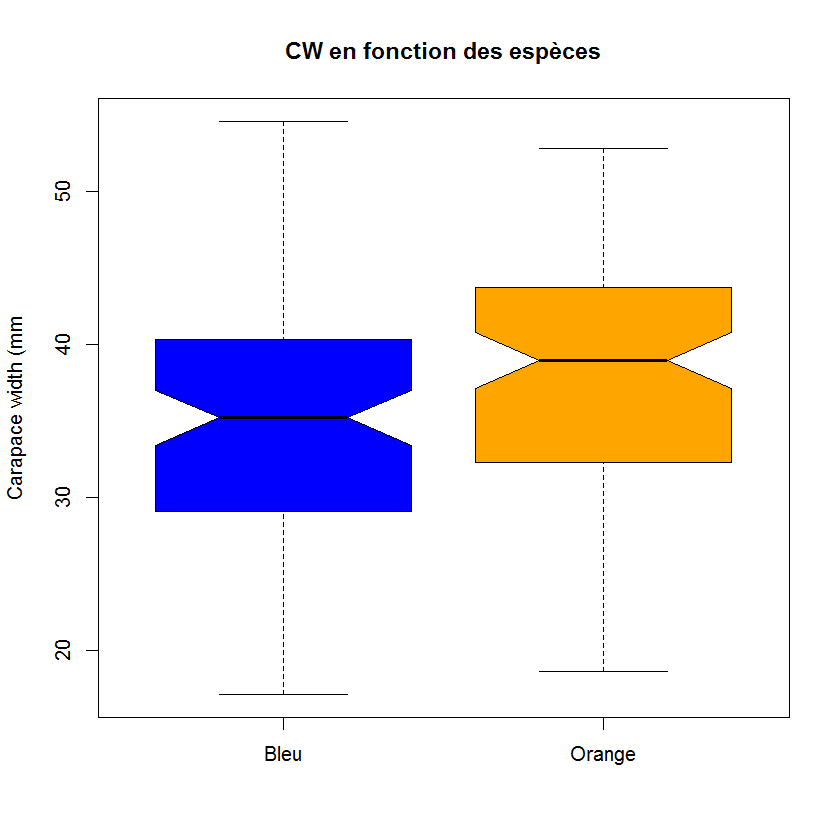 CW en fonction des espèces
Carapace width (mm
50
40
30
20
Bleu
Orange